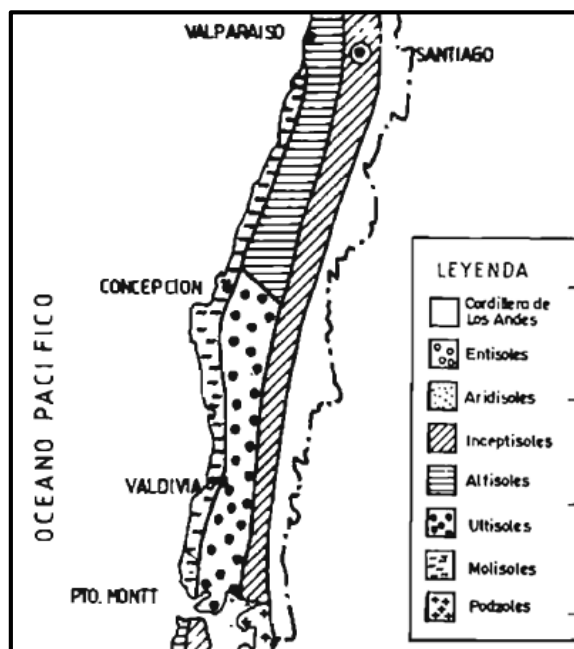 VALPARAISO
SANTIAGO
CONCEPCION
VALDIVIA
PTO. MONTT
OCEANO PACIFICO
LEYENDA
Cordillera de
Los Andes
Entisoles
Aridisoles
Inceptisoles
Alfisoles
Ultisoles
Molisoles
Podzoles